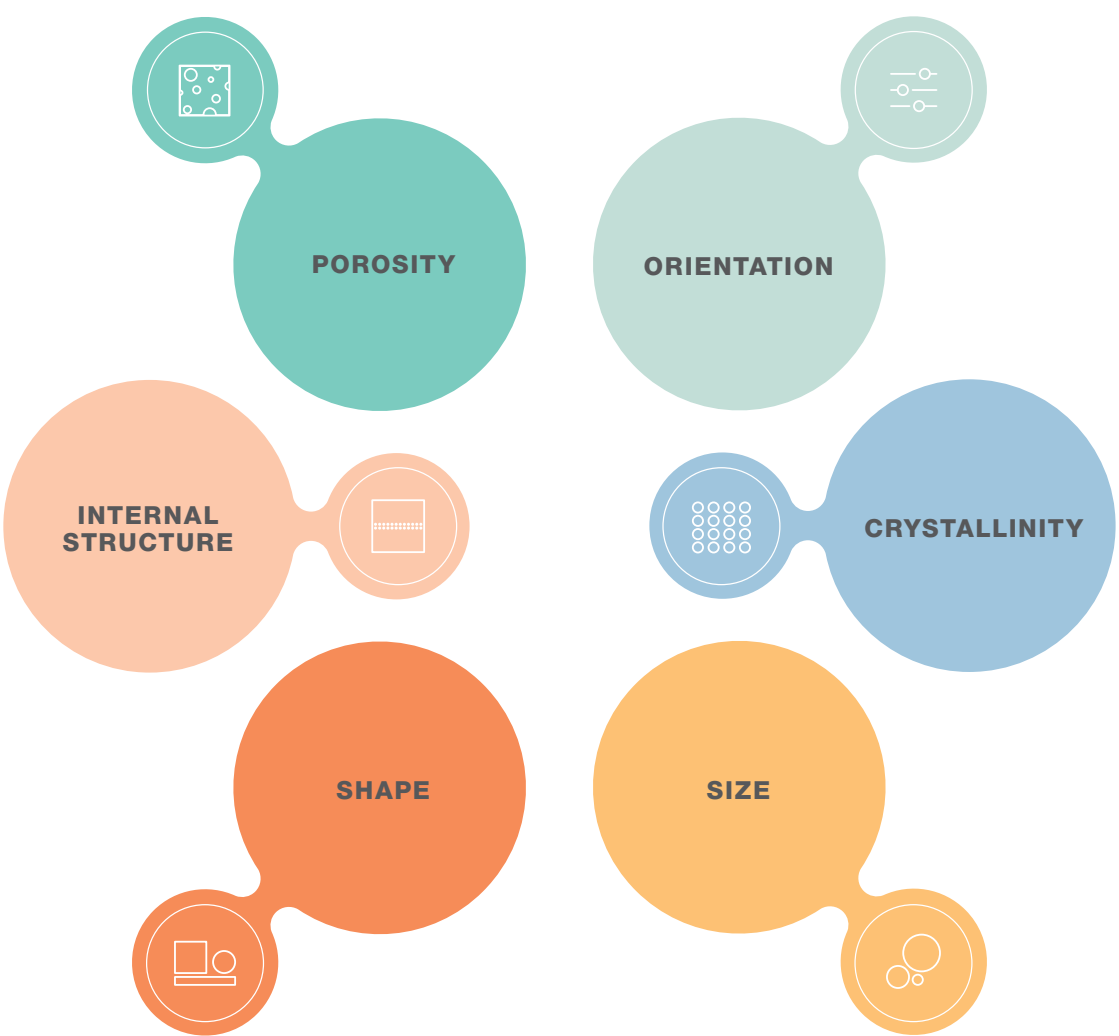 POROSITY
ORIENTATION
INTERNAL
STRUCTURE
CRYSTALLINITY
SHAPE
SIZE